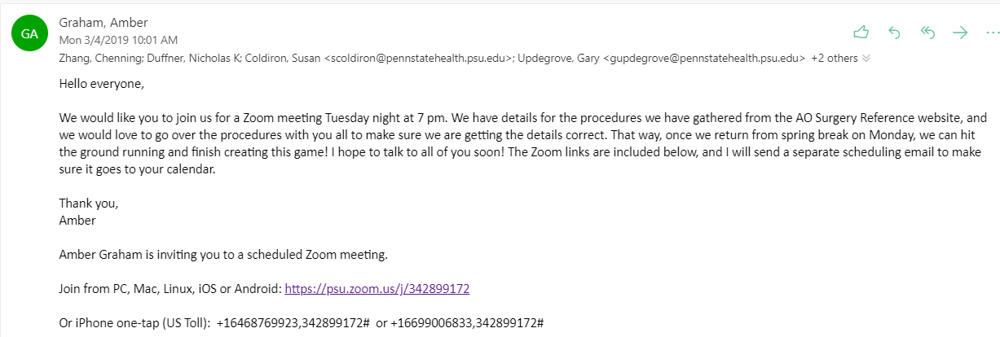 Graham, Amber
GA
Mon 3/4/2019 10:01 AM
Zhang, Chenning; Duffner, Nicholas K; Coldiron, Susan <scoldiron@pennstatehealth.psu.edu>; Updegrove, Gary <gupdegrove@pennstatehealth.psu.edu> +2 others
Hello everyone,
We would like you to join us for a Zoom meeting Tuesday night at 7 pm. We have details for the procedures we have gathered from the AO Surgery Reference website, and
we would love to go over the procedures with you all to make sure we are getting the details correct. That way, once we return from spring break on Monday, we can hit
the ground running and finish creating this game! I hope to talk to all of you soon! The Zoom links are included below, and I will send a separate scheduling email to make
sure it goes to your calendar.
Thank you,
Amber
Amber Graham is inviting you to a scheduled Zoom meeting.
Join from PC, Mac, Linux, iOS or Android: https://psu.zoom.us/j/342899172
Or iPhone one-tap (US Toll): +16468769923,342899172# or +16699006833,342899172#